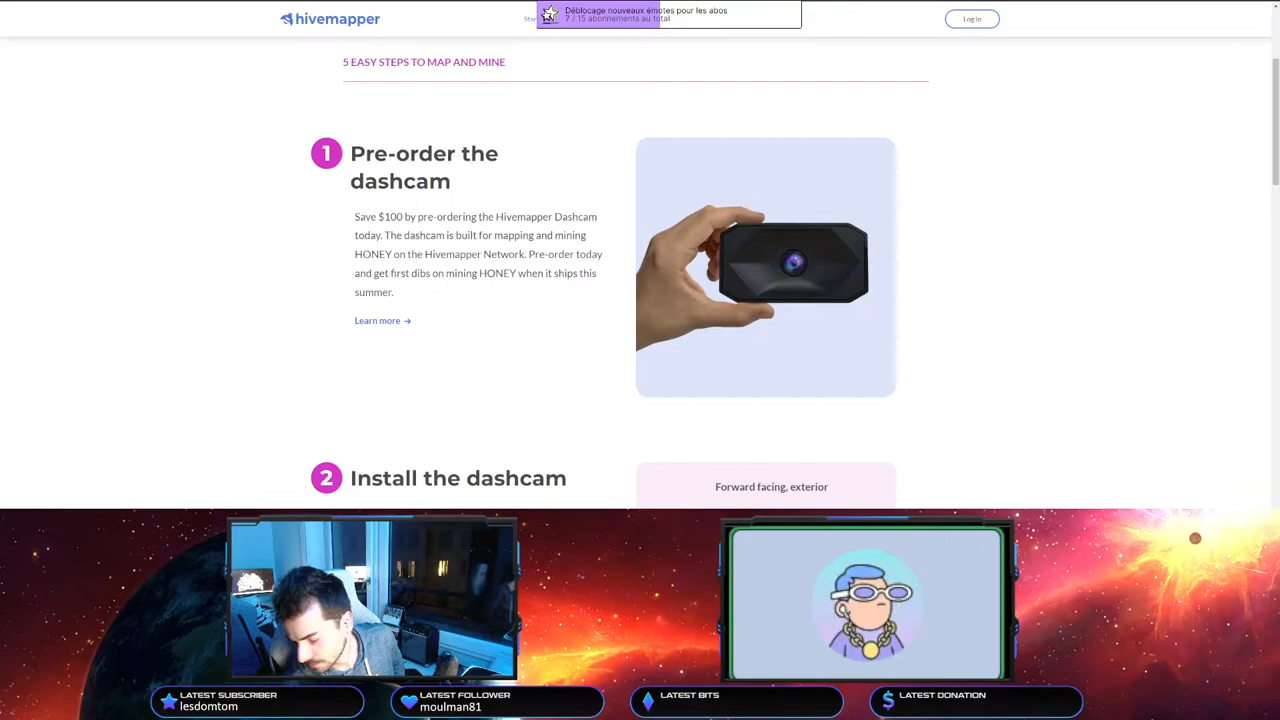 hivemapper
Star
Déblocage nouveaux émotes pour les abos
7 / 15 abonnements au total
Log In
5 EASY STEPS TO MAP AND MINE
1
Pre-order the
dashcam
Save $100 by pre-ordering the Hivemapper Dashcam
today. The dashcam is built for mapping and mining
HONEY on the Hivemapper Network. Pre-order today
and get first dibs on mining HONEY when it ships this
summer.
Learn more →
2
Install the dashcam
Forward facing, exterior
LATEST SUBSCRIBER
lesdomtom
LATEST FOLLOWER
moulman81
LATEST BITS
LATEST DONATION